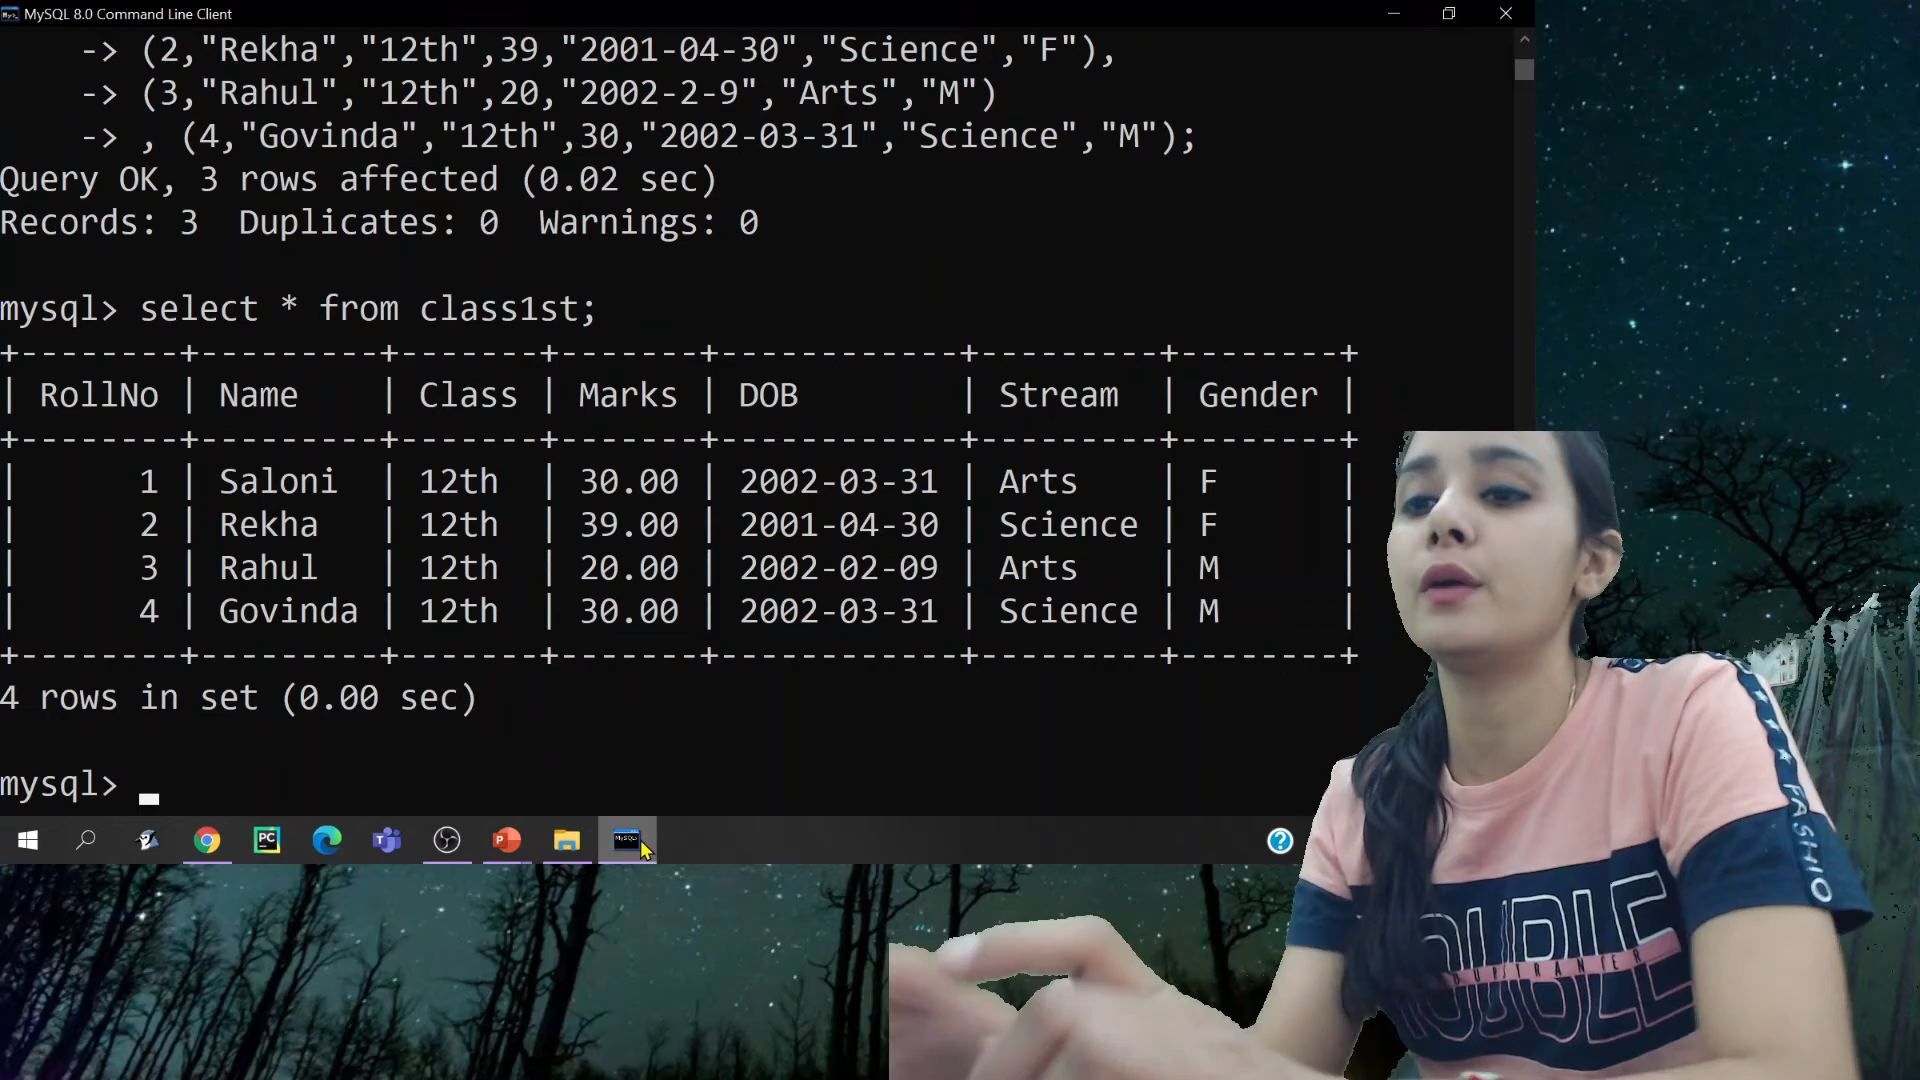 MySQL 8.0 Command Line Client
-> (2,"Rekha","12th",39,"2001-04-30","Science","F"),
-> (3,"Rahul","12th",20,"2002-2-9","Arts","M")
-> , (4,"Govinda","12th",30,"2002-03-31","Science","M");
Query OK, 3 rows affected (0.02 sec)
Records: 3  Duplicates: 0  Warnings: 0
mysql> select * from class1st;
+--------+---------+-------+-------+------------+---------+--------+
| RollNo | Name    | Class | Marks | DOB        | Stream  | Gender |
+--------+---------+-------+-------+------------+---------+--------+
|      1 | Saloni  | 12th  | 30.00 | 2002-03-31 | Arts    | F      |
|      2 | Rekha   | 12th  | 39.00 | 2001-04-30 | Science | F      |
|      3 | Rahul   | 12th  | 20.00 | 2002-02-09 | Arts    | M      |
|      4 | Govinda | 12th  | 30.00 | 2002-03-31 | Science | M      |
+--------+---------+-------+-------+------------+---------+--------+
4 rows in set (0.00 sec)
mysql>
PC
P
MySQL
?
FASHIO